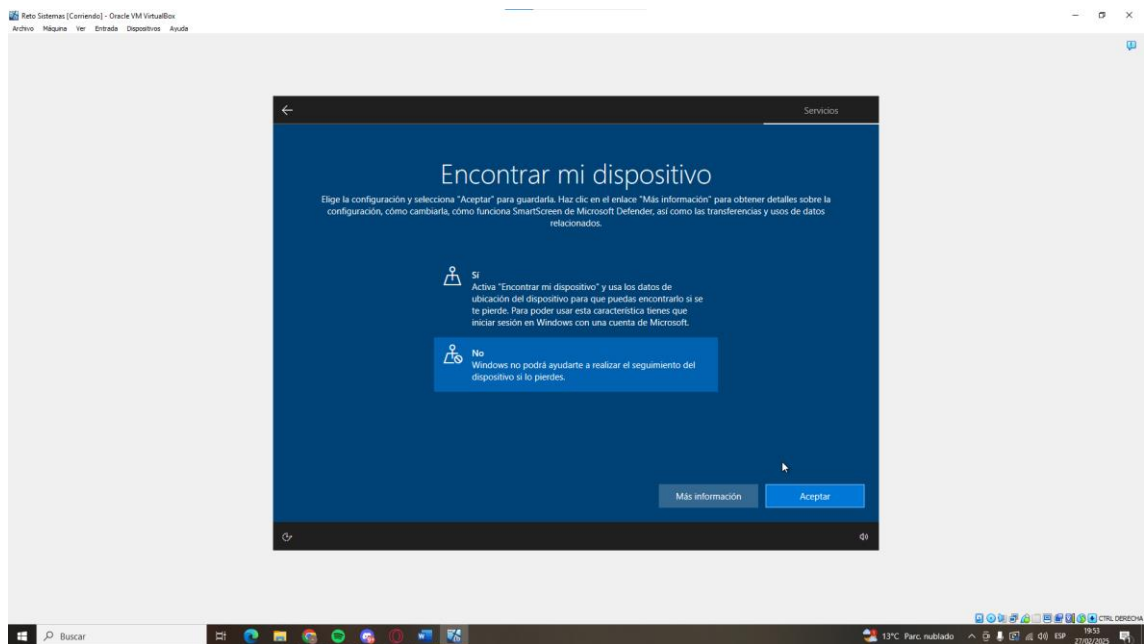 Reto Sistemas [Corriendo] - Oracle VM VirtualBox
Archivo Máquina Ver Entrada Dispositivos Ayuda
Servicios
Encontrar mi dispositivo
Elige la configuración y selecciona "Aceptar" para guardarla. Haz clic en el enlace "Más información" para obtener detalles sobre la
configuración, cómo cambiarla, cómo funciona SmartScreen de Microsoft Defender, así como las transferencias y usos de datos
relacionados.
Sí
Activa "Encontrar mi dispositivo" y usa los datos de
ubicación del dispositivo para que puedas encontrarlo si se
te pierde. Para poder usar esta característica tienes que
iniciar sesión en Windows con una cuenta de Microsoft.
No
Windows no podrá ayudarte a realizar el seguimiento del
dispositivo si lo pierdes.
Más información
Aceptar
CTRL DERECHA
Buscar
13°C Parc. nublado
ESP
19:53
27/02/2025